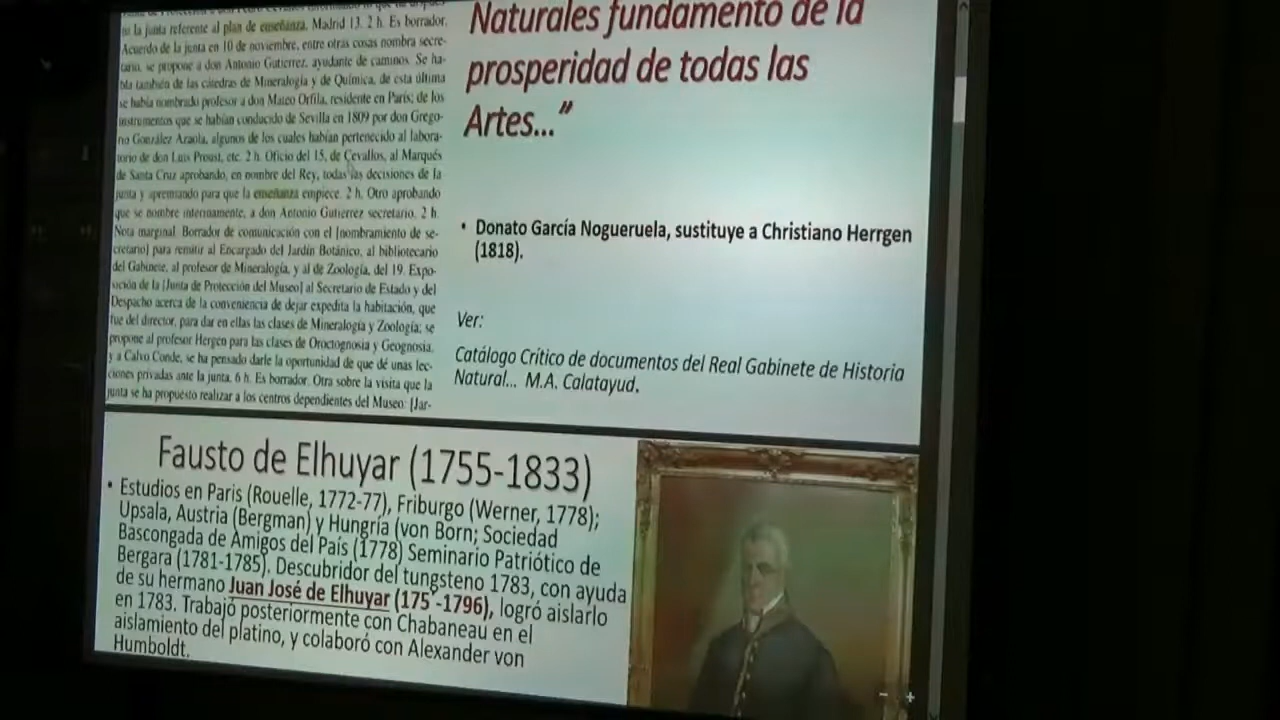 na la junta referente al plan de enseñanza. Madrid 13. 2 h. Es borrador.
Acuerdo de la junta en 10 de noviembre, entre otras cosas nombra secre-
tario, se propone a don Antonio Gutierrez, ayudante de caminos. Se ha-
bla también de las cátedras de Mineralogía y de Química, de esta última
se había nombrado profesor a don Mateo Orfila, residente en París; de los
instrumentos que se habían conducido de Sevilla en 1809 por don Grego-
rio González Azaola, algunos de los cuales habían pertenecido al labora-
torio de don Luis Proust, etc. 2 h. Oficio del 15, de Cevallos, al Marqués
de Santa Cruz aprobando, en nombre del Rey, todas las decisiones de la
junta y apremiando para que la enseñanza empiece. 2 h. Otro aprobando
que se nombre interinamente, a don Antonio Gutierrez secretario. 2 h.
Nota marginal. Borrador de comunicación con el [nombramiento de se-
cretario] para remitir al Encargado del Jardín Botánico, al bibliotecario
del Gabinete, al profesor de Mineralogía, y al de Zoología, del 19. Expo-
sición de la [Junta de Protección del Museo] al Secretario de Estado y del
Despacho acerca de la conveniencia de dejar expedita la habitación, que
fue del director, para dar en ellas las clases de Mineralogía y Zoología; se
propone al profesor Hergen para las clases de Oroctognosia y Geognosia,
y a Calvo Conde, se ha pensado darle la oportunidad de que dé unas lec-
ciones privadas ante la junta. 6 h. Es borrador. Otra sobre la visita que la
junta se ha propuesto realizar a los centros dependientes del Museo: [Jar-
Naturales fundamento de la
prosperidad de todas las
Artes..."
• Donato García Nogueruela, sustituye a Christiano Herrgen
(1818).
Ver:
Catálogo Crítico de documentos del Real Gabinete de Historia
Natural... M.A. Calatayud.
Fausto de Elhuyar (1755-1833)
• Estudios en Paris (Rouelle, 1772-77), Friburgo (Werner, 1778);
Upsala, Austria (Bergman) y Hungría (von Born; Sociedad
Bascongada de Amigos del País (1778) Seminario Patriótico de
Bergara (1781-1785). Descubridor del tungsteno 1783, con ayuda
de su hermano Juan José de Elhuyar (175 -1796), logró aislarlo
en 1783. Trabajó posteriormente con Chabaneau en el
aislamiento del platino, y colaboró con Alexander von
Humboldt.